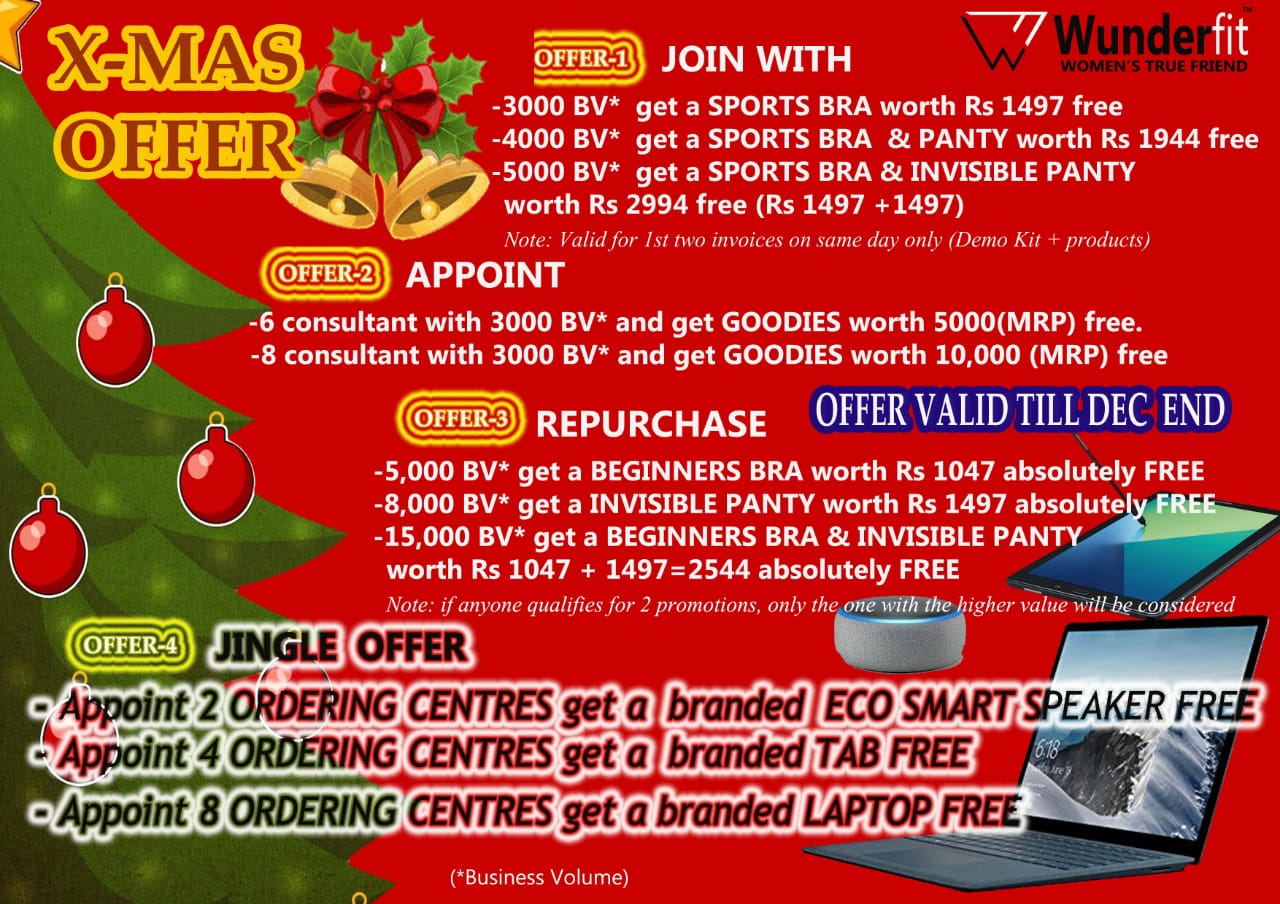 X-MAS
OFFER
Wunderfit™
WOMEN'S TRUE FRIEND
OFFER-1 JOIN WITH
-3000 BV* get a SPORTS BRA worth Rs 1497 free
-4000 BV* get a SPORTS BRA & PANTY worth Rs 1944 free
-5000 BV* get a SPORTS BRA & INVISIBLE PANTY
worth Rs 2994 free (Rs 1497 +1497)
Note: Valid for 1st two invoices on same day only (Demo Kit + products)
OFFER-2 APPOINT
-6 consultant with 3000 BV* and get GOODIES worth 5000(MRP) free.
-8 consultant with 3000 BV* and get GOODIES worth 10,000 (MRP) free
OFFER VALID TILL DEC END
OFFER-3 REPURCHASE
-5,000 BV* get a BEGINNERS BRA worth Rs 1047 absolutely FREE
-8,000 BV* get a INVISIBLE PANTY worth Rs 1497 absolutely FREE
-15,000 BV* get a BEGINNERS BRA & INVISIBLE PANTY
worth Rs 1047 + 1497=2544 absolutely FREE
Note: if anyone qualifies for 2 promotions, only the one with the higher value will be considered
OFFER-4 JINGLE OFFER
- Appoint 2 ORDERING CENTRES get a branded ECO SMART SPEAKER FREE
- Appoint 4 ORDERING CENTRES get a branded TAB FREE
6:18
- Appoint 8 ORDERING CENTRES get a branded LAPTOP FREE
(*Business Volume)